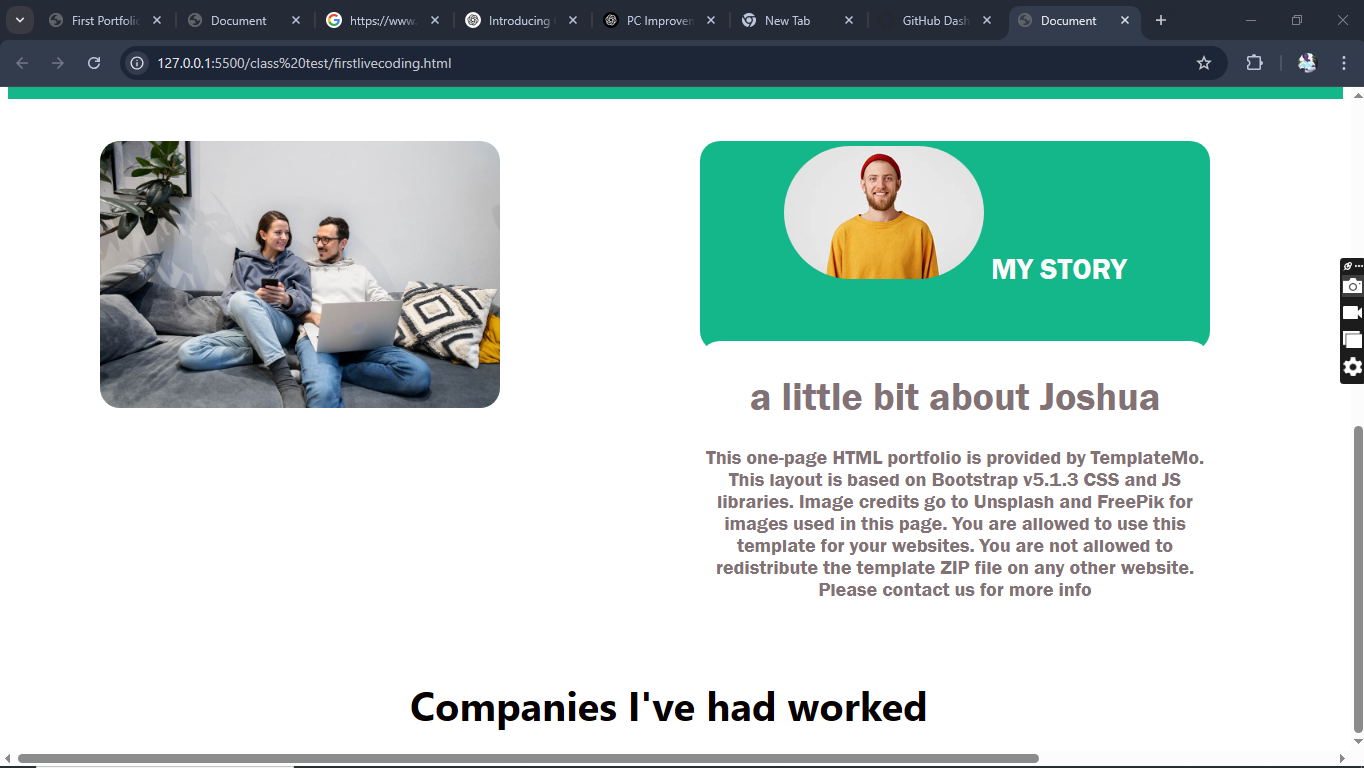 First Portfolio
Document
https://www.
Introducing
PC Improven
New Tab
GitHub Dash
Document
127.0.0.1:5500/class%20test/firstlivecoding.html
MY STORY
a little bit about Joshua
This one-page HTML portfolio is provided by TemplateMo.
This layout is based on Bootstrap v5.1.3 CSS and JS
libraries. Image credits go to Unsplash and FreePik for
images used in this page. You are allowed to use this
template for your websites. You are not allowed to
redistribute the template ZIP file on any other website.
Please contact us for more info
Companies I've had worked